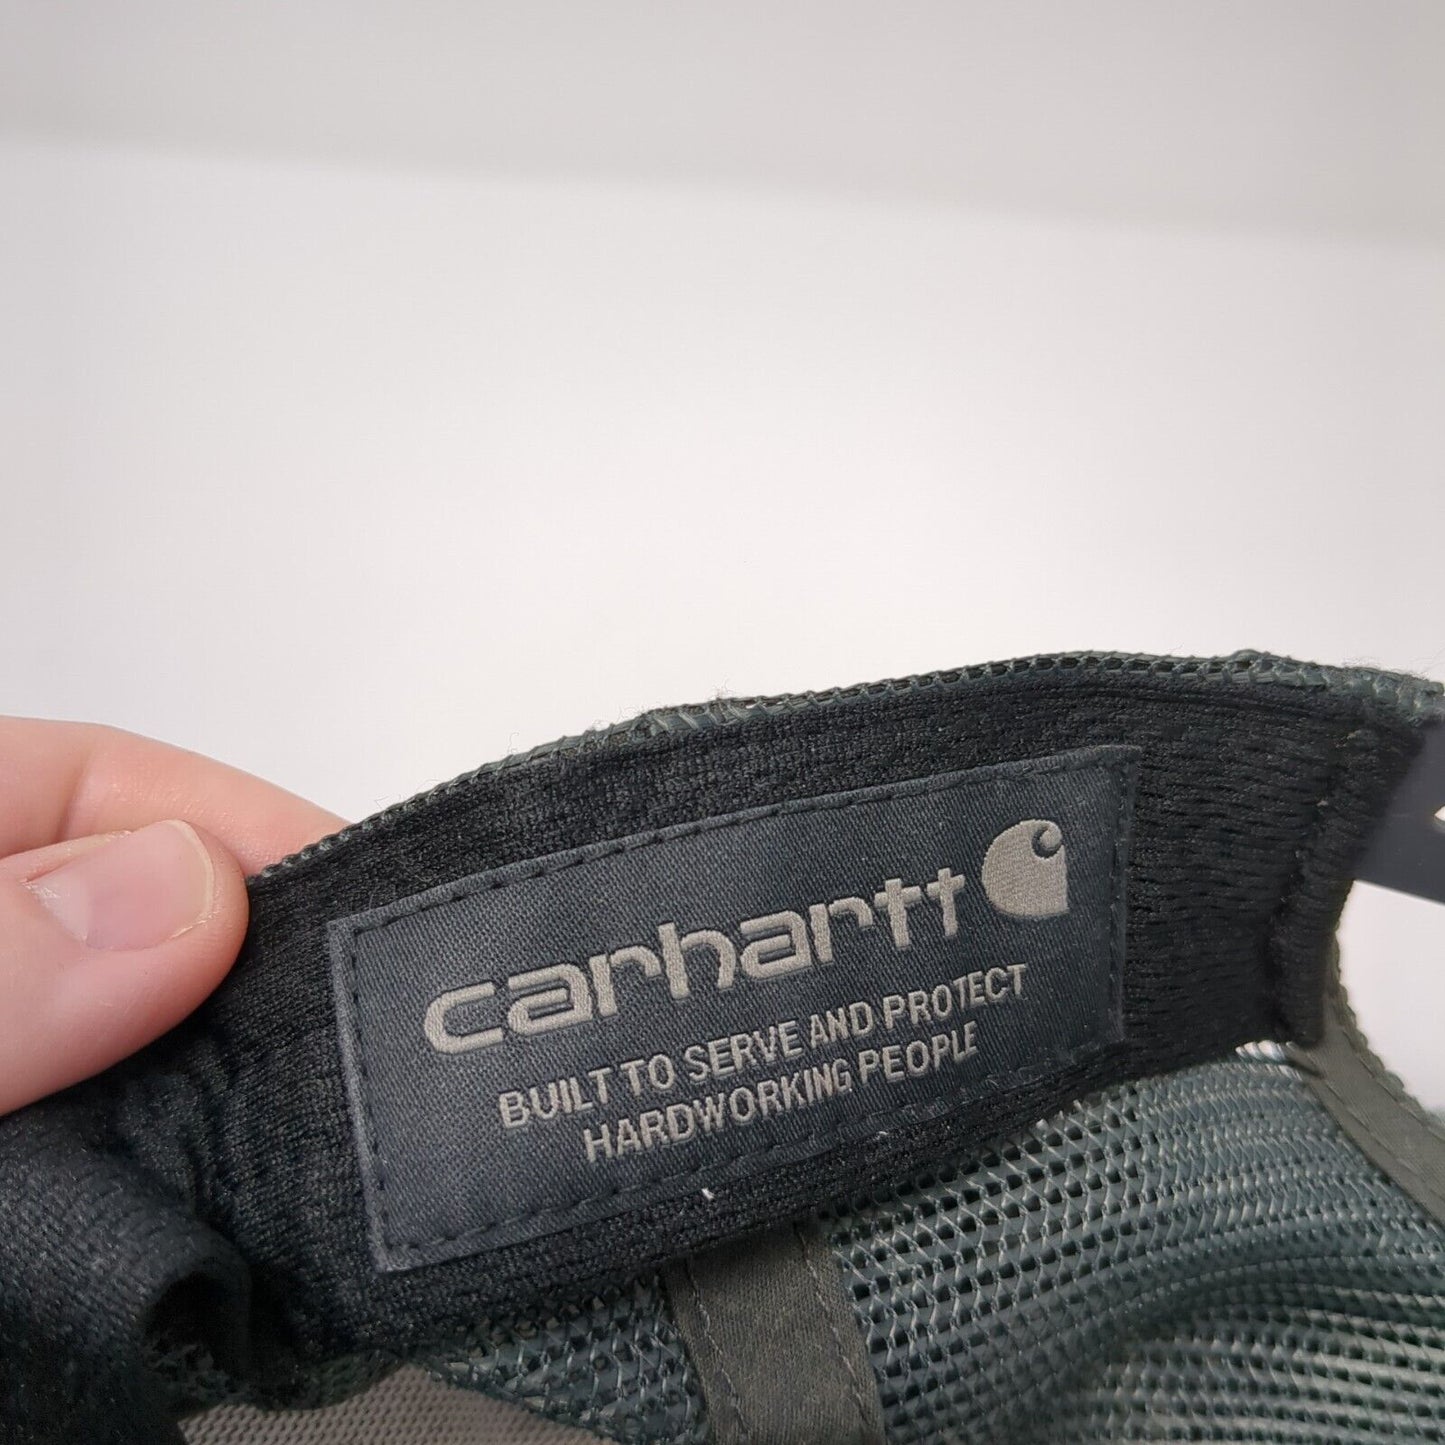 carhartt
BUILT TO SERVE AND PROTECT
HARDWORKING PEOPLE